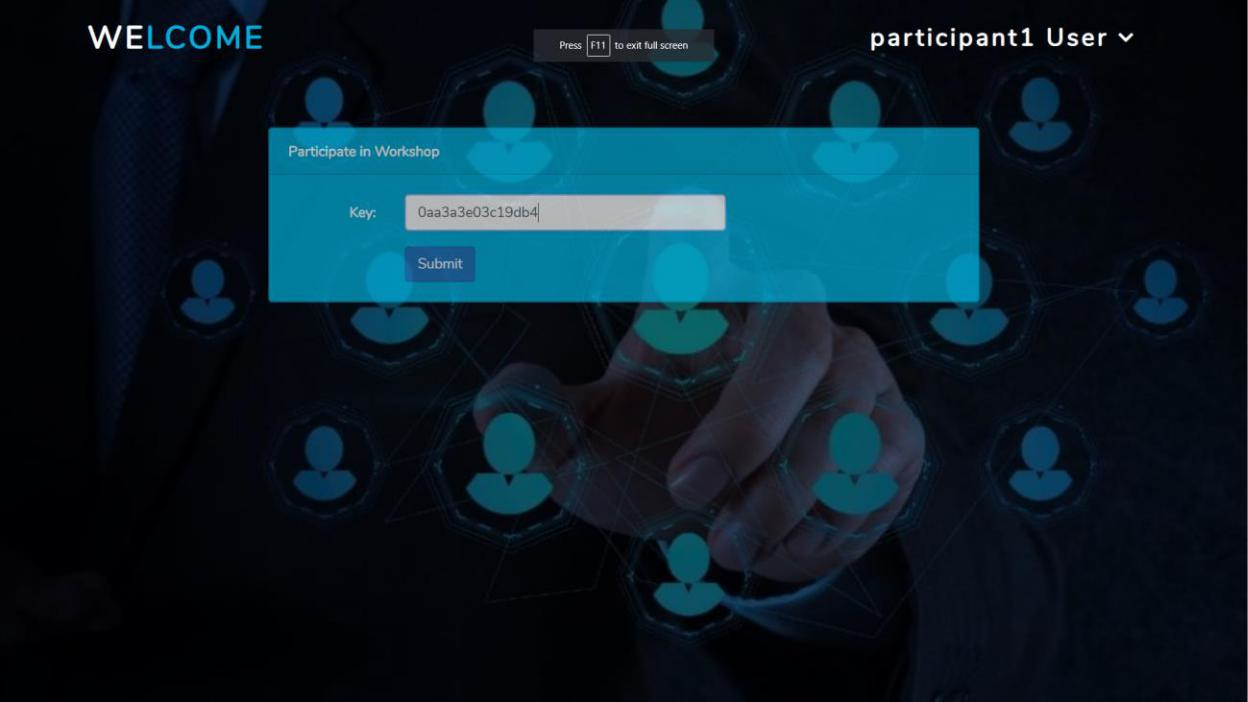 WELCOME
Press F11 to exit full screen
participant1 User
Participate in Workshop
Key: 0aa3a3e03c19db4
Submit